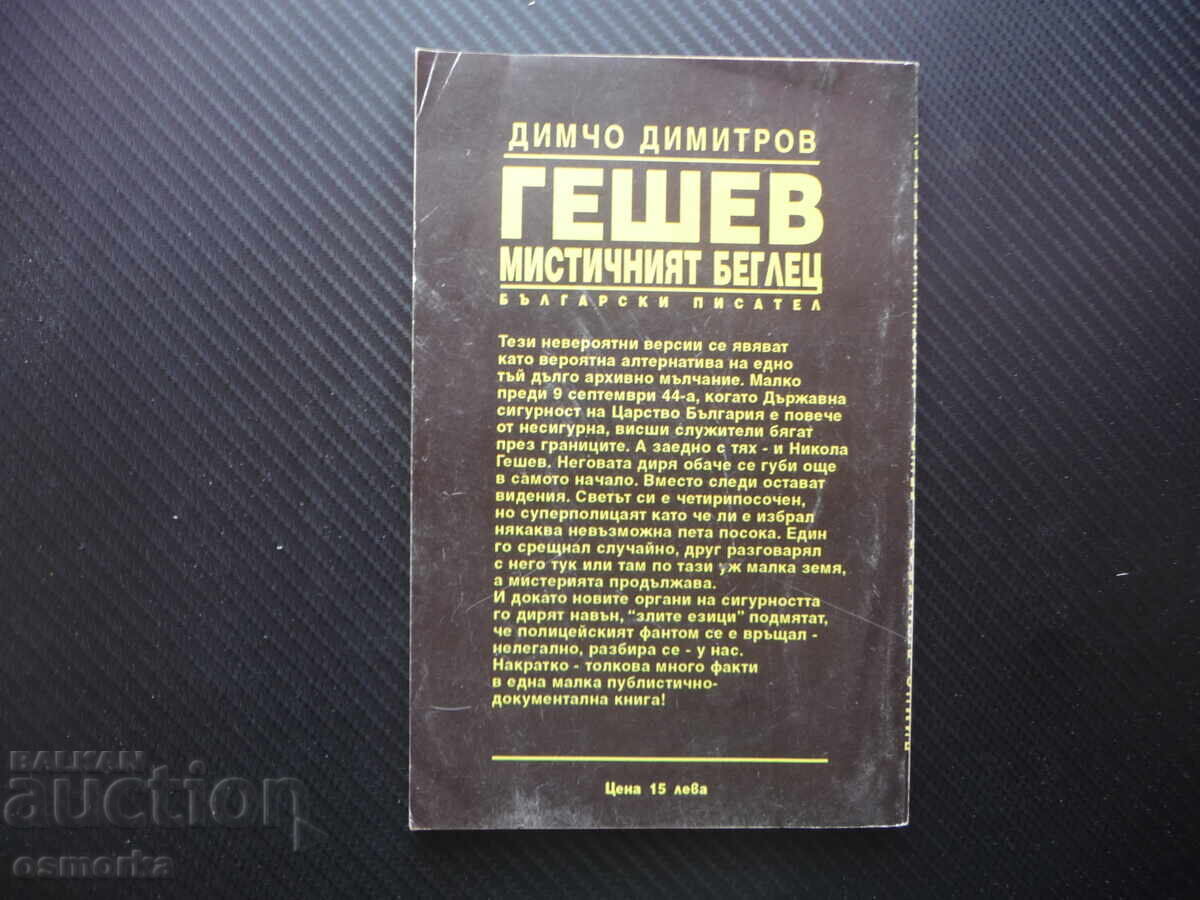 ДИМЧО ДИМИТРОВ
ГЕШЕВ
МИСТИЧНИЯТ БЕГЛЕЦ
БЪЛГАРСКИ ПИСАТЕЛ
Тези невероятни версии се явяват
като вероятна алтернатива на едно
тъй дълго архивно мълчание. Малко
преди 9 септември 44-а, когато Държавна
сигурност на Царство България е повече
от несигурна, висши служители бягат
през границите. А заедно с тях - и Никола
Гешев. Неговата диря обаче се губи още
в самото начало. Вместо следи остават
видения. Светът си е четирипосочен,
но суперполицаят като че ли е избрал
някаква невъзможна пета посока. Един
го срещнал случайно, друг разговарял
с него тук или там по тази уж малка земя,
а мистерията продължава.
И докато новите органи на сигурността
го дирят навън, “злите езици” подмятат,
че полицейският фантом се е връщал -
нелегално, разбира се - у нас.
Накратко - толкова много факти
в една малка публистично-
документална книга!
Цена 15 лева
BALKAN
auction
osmorka